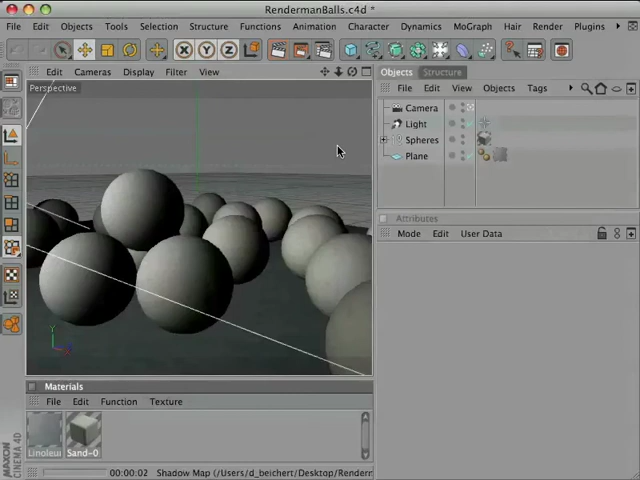 RendermanBalls.c4d *
File Edit Objects Tools Selection Structure Functions Animation Character Dynamics MoGraph Hair Render Plugins
X Y Z
Edit Cameras Display Filter View
Perspective
Objects Structure
File Edit View Objects Tags
Camera
Light
Spheres
Plane
Attributes
Mode Edit User Data
Y
Materials
File Edit Function Texture
Linoleu
Sand-0
MAXON
CINEMA 4D
00:00:02 Shadow Map (/Users/d_beichert/Desktop/Renderm